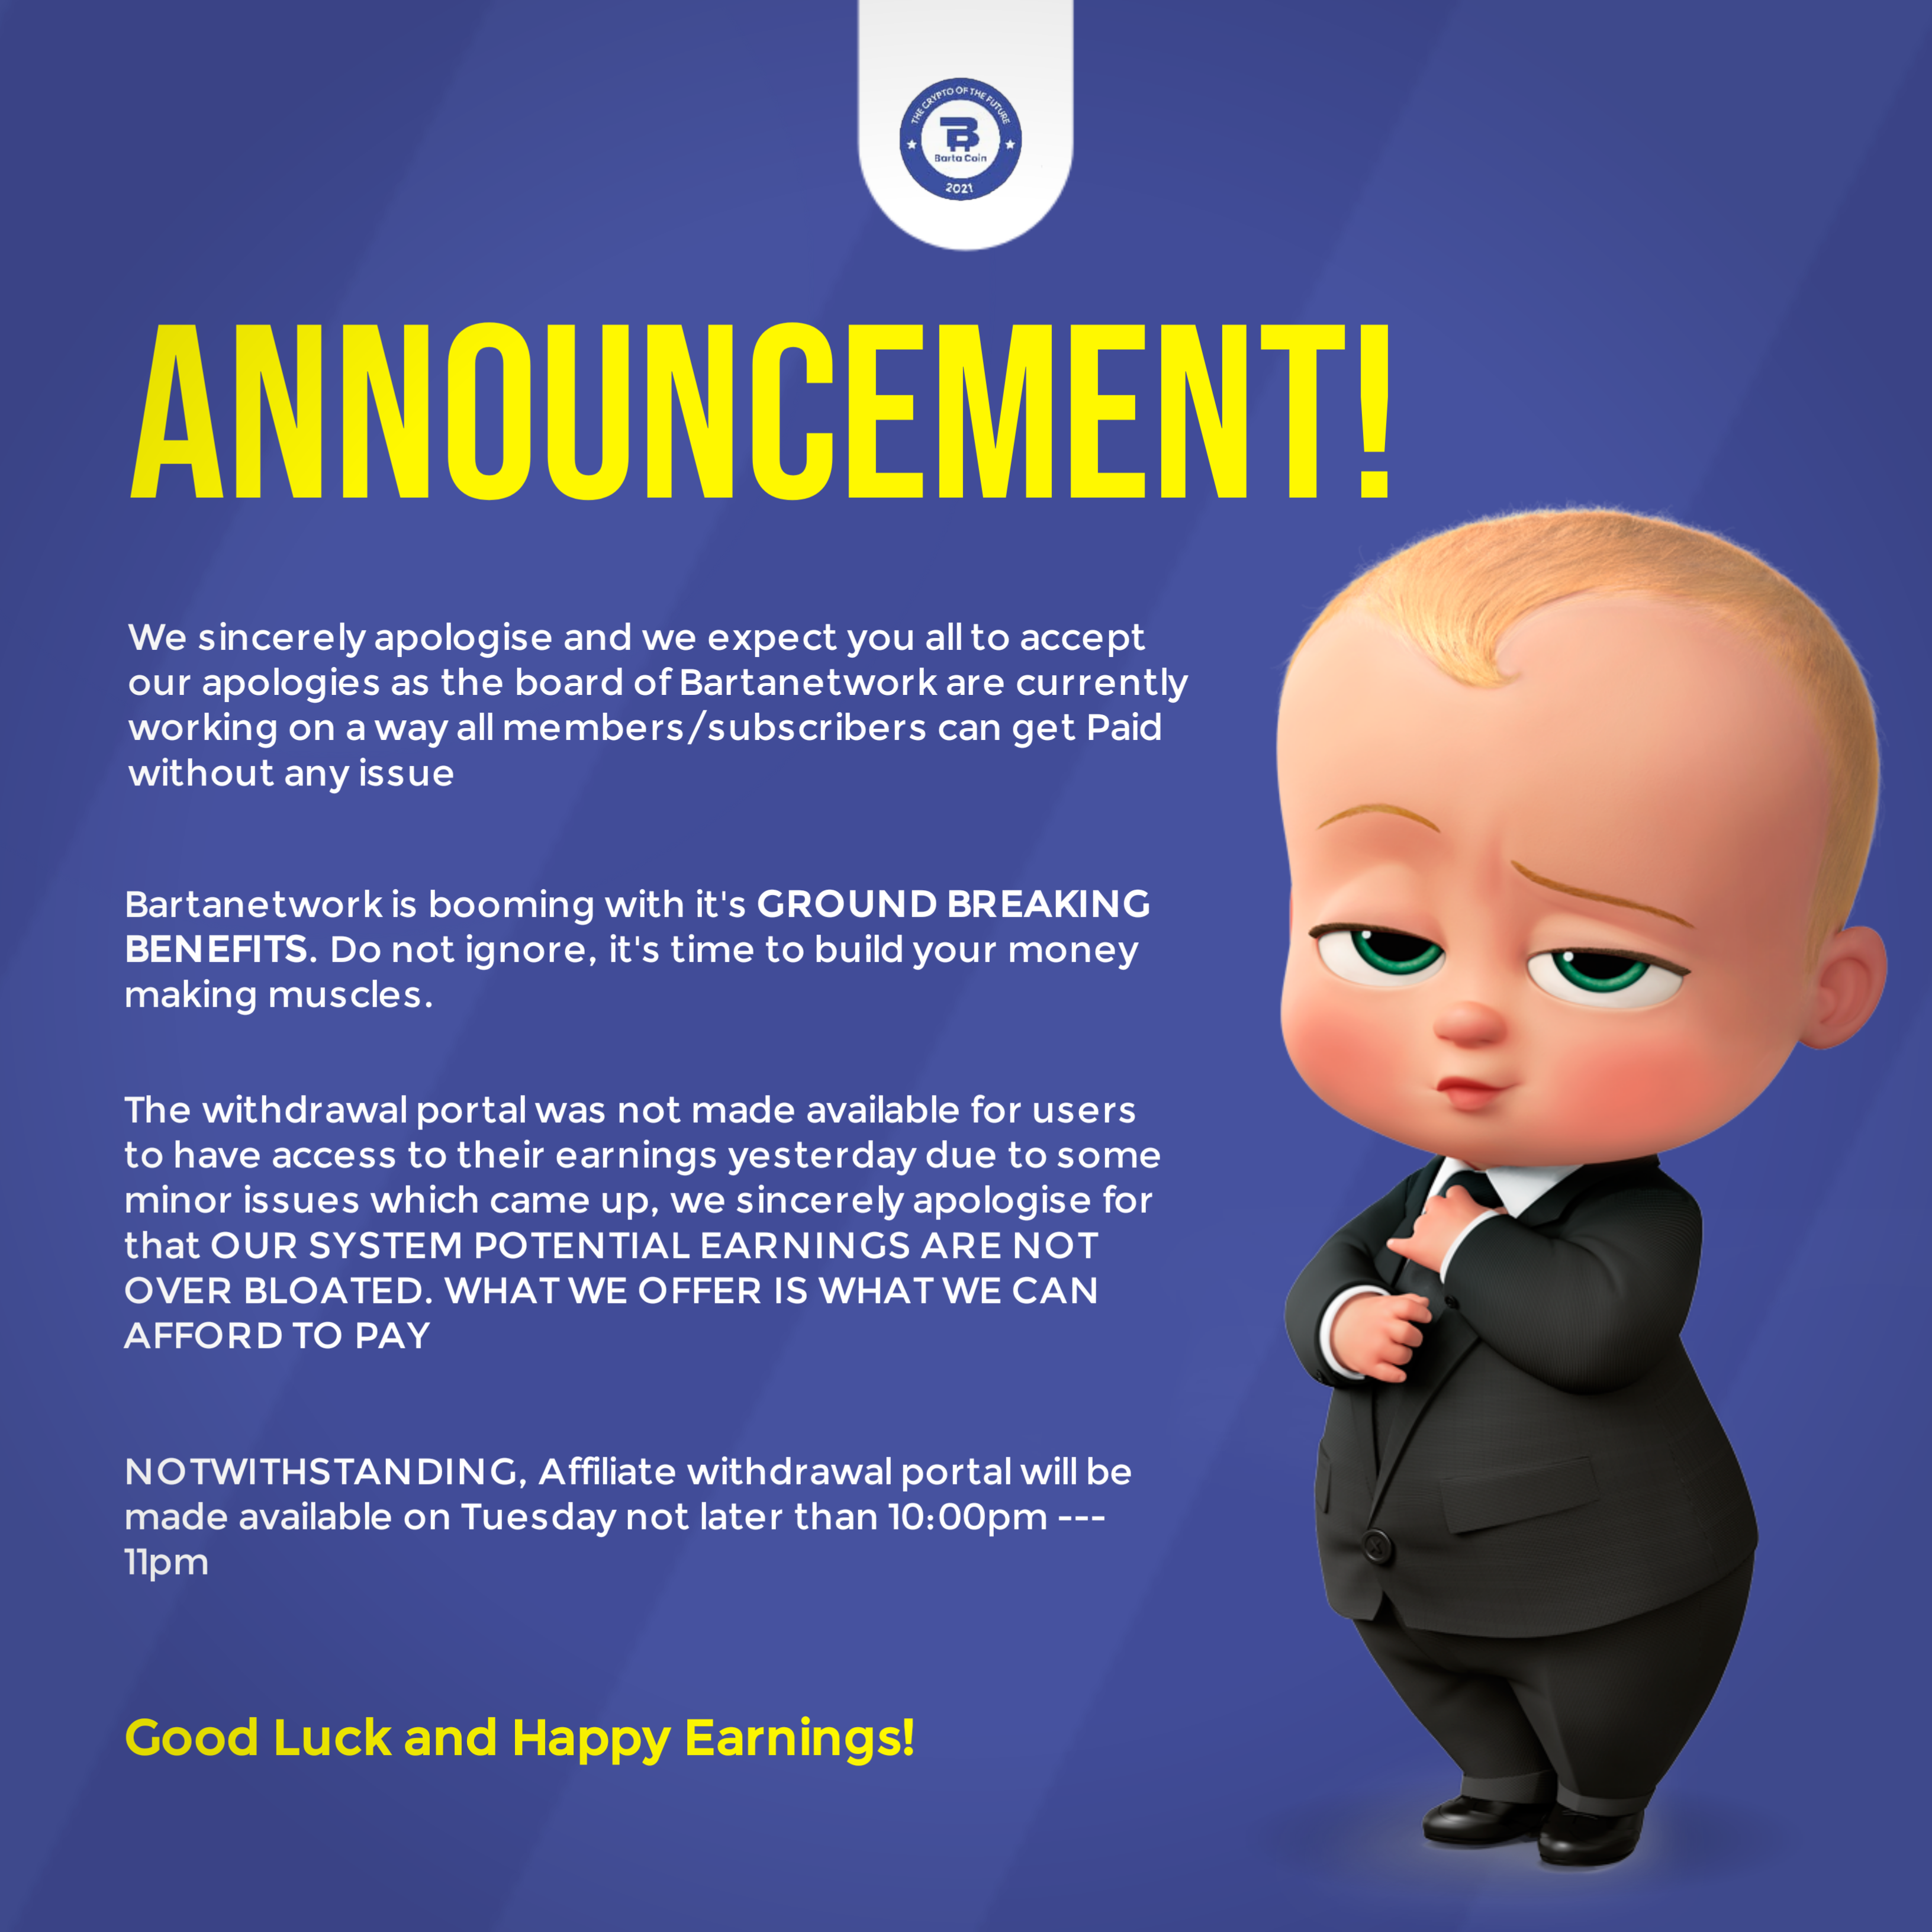 THE CRYPTO OF THE FUTURE
B
Barta Coin
2021
ANNOUNCEMENT!
We sincerely apologise and we expect you all to accept
our apologies as the board of Bartanetwork are currently
working on a way all members/subscribers can get Paid
without any issue
Bartanetwork is booming with it's GROUND BREAKING
BENEFITS. Do not ignore, it's time to build your money
making muscles.
The withdrawal portal was not made available for users
to have access to their earnings yesterday due to some
minor issues which came up, we sincerely apologise for
that OUR SYSTEM POTENTIAL EARNINGS ARE NOT
OVER BLOATED. WHAT WE OFFER IS WHAT WE CAN
AFFORD TO PAY
NOTWITHSTANDING, Affiliate withdrawal portal will be
made available on Tuesday not later than 10:00pm ---
11pm
Good Luck and Happy Earnings!